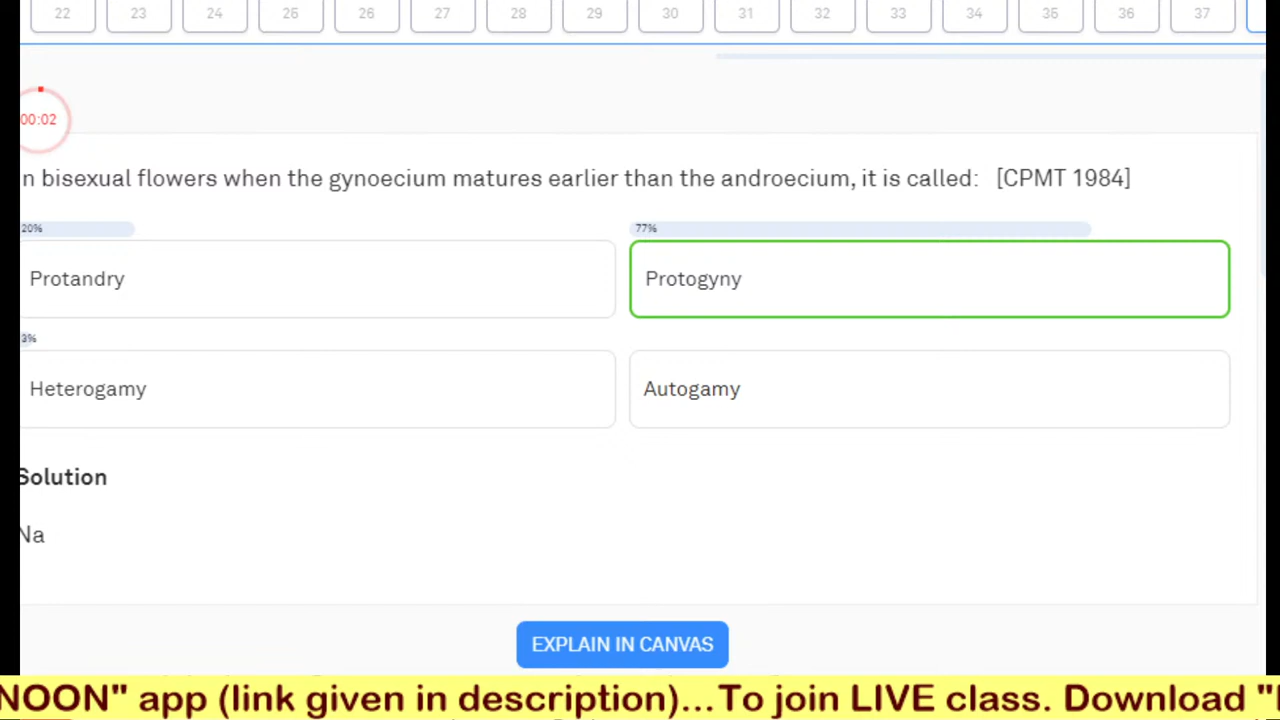 22 23 24 25 26 27 28 29 30 31 32 33 34 35 36 37
00:02
n bisexual flowers when the gynoecium matures earlier than the androecium, it is called: [CPMT 1984]
20% 77%
Protandry Protogyny
3%
Heterogamy Autogamy
Solution
Na
EXPLAIN IN CANVAS
NOON" app (link given in description)...To join LIVE class. Download "